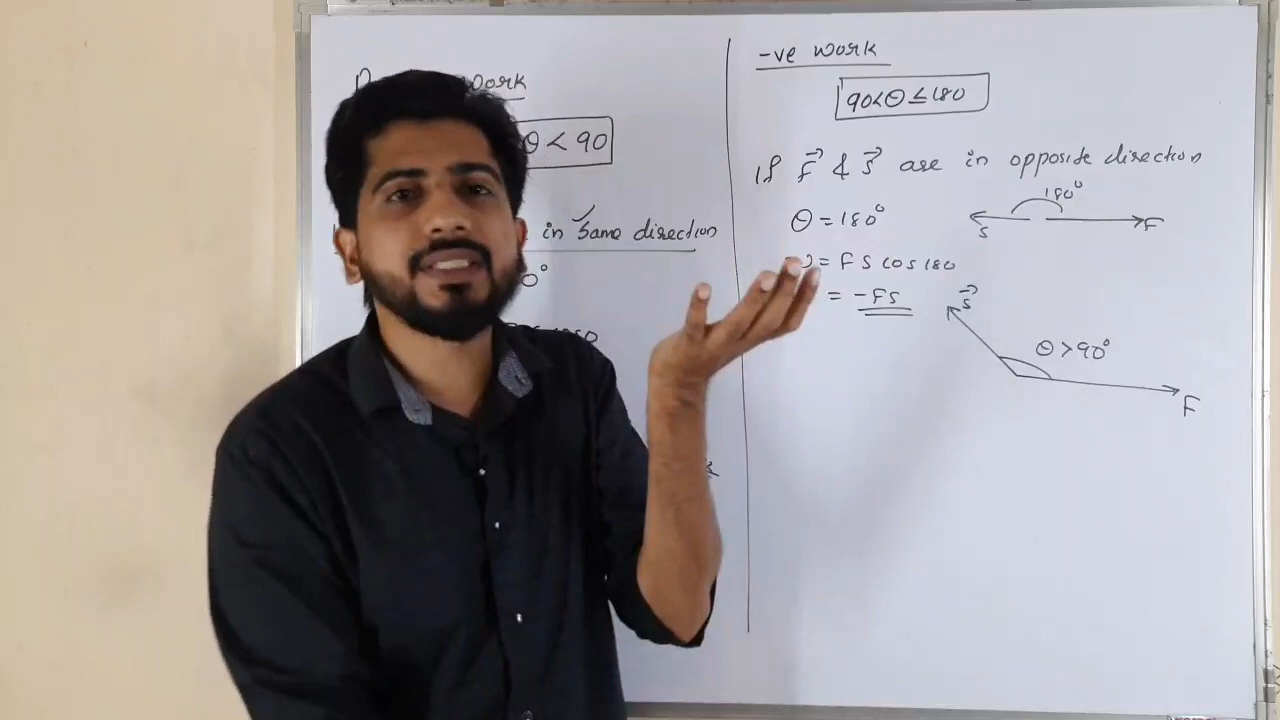 work
θ < 90
in same direction
0°
-ve work
90<θ≤180
If F⃗ & S⃗ are in opposite direction
180°
θ = 180°
S F
= F S cos 180
= -FS
S⃗
θ > 90°
F